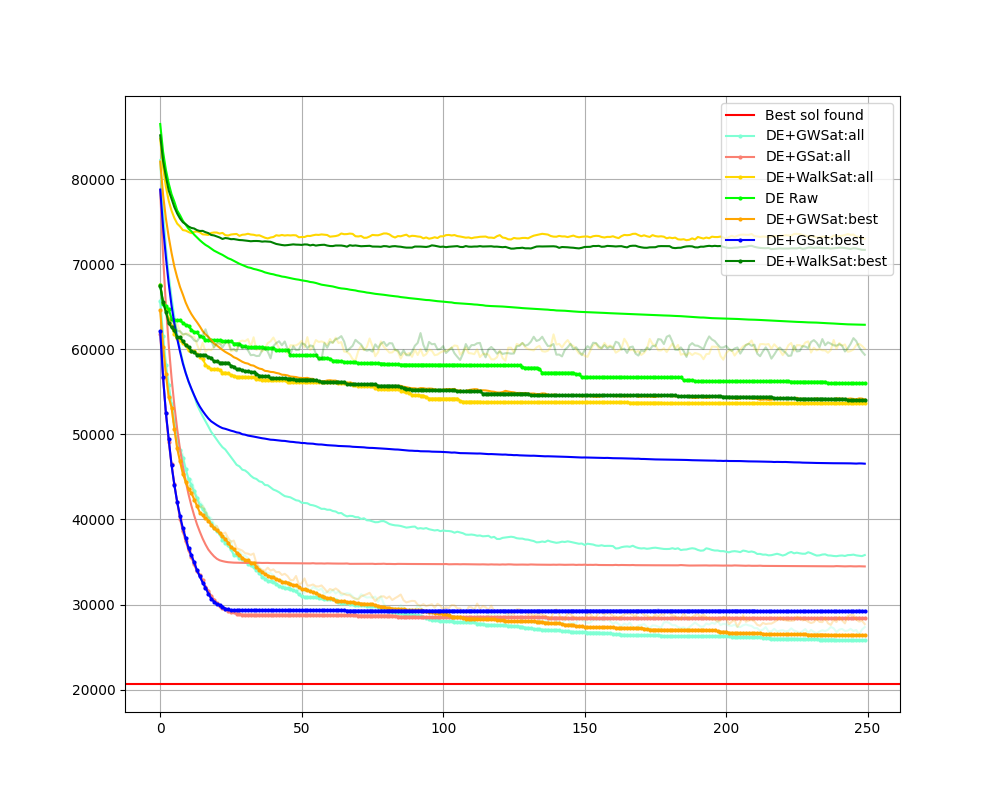 Best sol found
DE+GWSat:all
DE+GSat:all
DE+WalkSat:all
DE Raw
DE+GWSat:best
DE+GSat:best
DE+WalkSat:best
80000
70000
60000
50000
40000
30000
20000
0 50 100 150 200 250